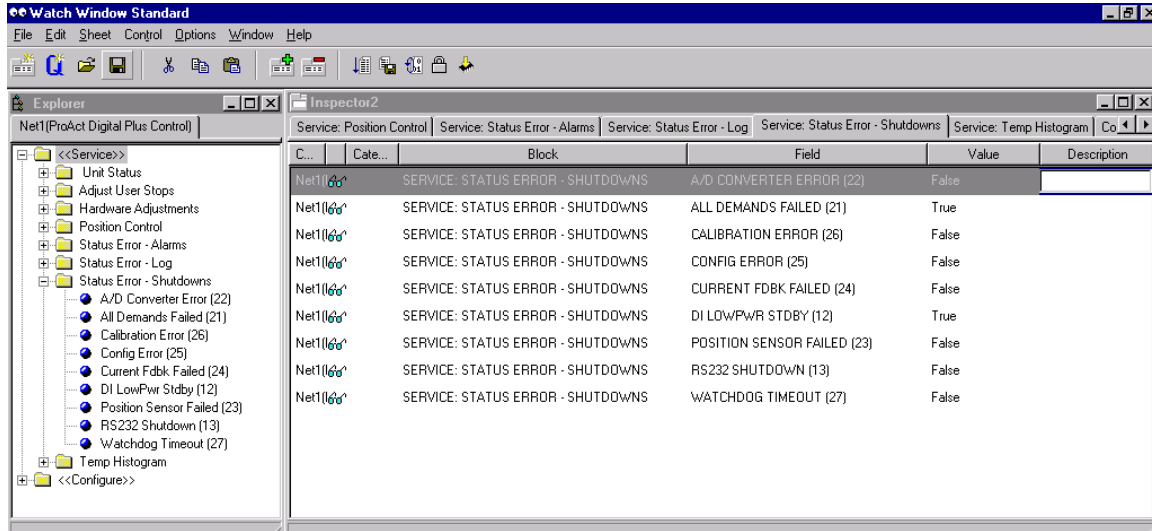 Watch Window Standard
File Edit Sheet Control Options Window Help
Explorer
Net1(ProAct Digital Plus Control)
<<Service>>
Unit Status
Adjust User Stops
Hardware Adjustments
Position Control
Status Error - Alarms
Status Error - Log
Status Error - Shutdowns
A/D Converter Error (22)
All Demands Failed (21)
Calibration Error (26)
Config Error (25)
Current Fdbk Failed (24)
DI LowPwr Stdby (12)
Position Sensor Failed (23)
RS232 Shutdown (13)
Watchdog Timeout (27)
Temp Histogram
<<Configure>>
Inspector2
Service: Position Control Service: Status Error - Alarms Service: Status Error - Log Service: Status Error - Shutdowns Service: Temp Histogram Co
C... Cate... Block Field Value Description
Net1( SERVICE: STATUS ERROR - SHUTDOWNS A/D CONVERTER ERROR (22) False
Net1( SERVICE: STATUS ERROR - SHUTDOWNS ALL DEMANDS FAILED (21) True
Net1( SERVICE: STATUS ERROR - SHUTDOWNS CALIBRATION ERROR (26) False
Net1( SERVICE: STATUS ERROR - SHUTDOWNS CONFIG ERROR (25) False
Net1( SERVICE: STATUS ERROR - SHUTDOWNS CURRENT FDBK FAILED (24) False
Net1( SERVICE: STATUS ERROR - SHUTDOWNS DI LOWPWR STDBY (12) True
Net1( SERVICE: STATUS ERROR - SHUTDOWNS POSITION SENSOR FAILED (23) False
Net1( SERVICE: STATUS ERROR - SHUTDOWNS RS232 SHUTDOWN (13) False
Net1( SERVICE: STATUS ERROR - SHUTDOWNS WATCHDOG TIMEOUT (27) False